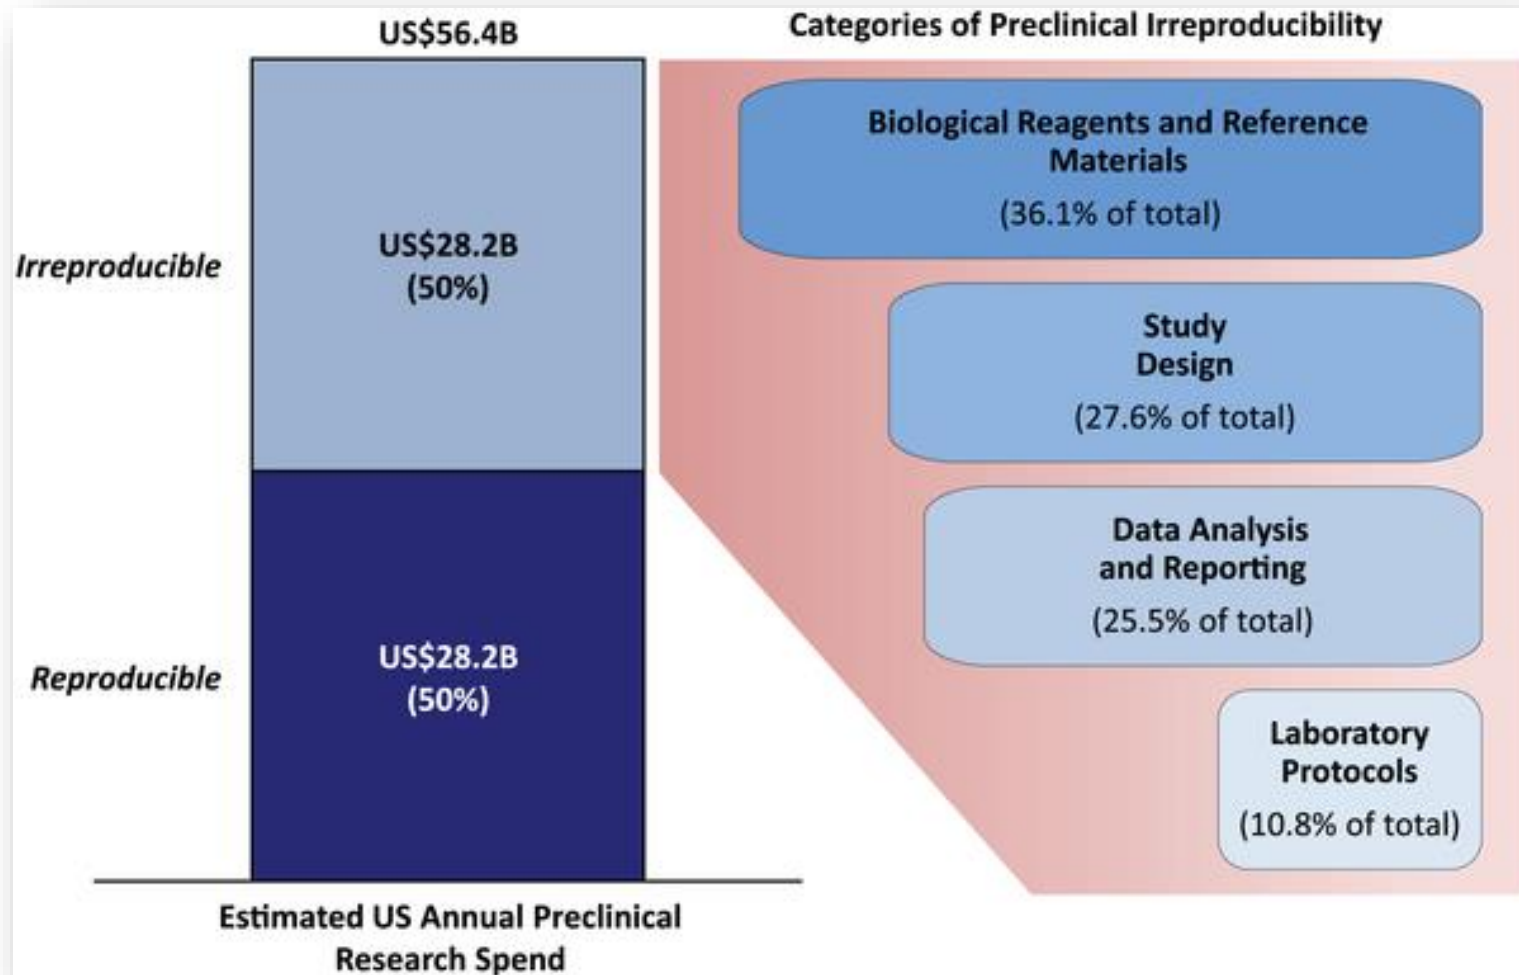 US$56.4B
Categories of Preclinical Irreproducibility
Biological Reagents and Reference
Materials
(36.1% of total)
Irreproducible
US$28.2B
(50%)
Study
Design
(27.6% of total)
Data Analysis
and Reporting
(25.5% of total)
Reproducible
US$28.2B
(50%)
Laboratory
Protocols
(10.8% of total)
Estimated US Annual Preclinical
Research Spend